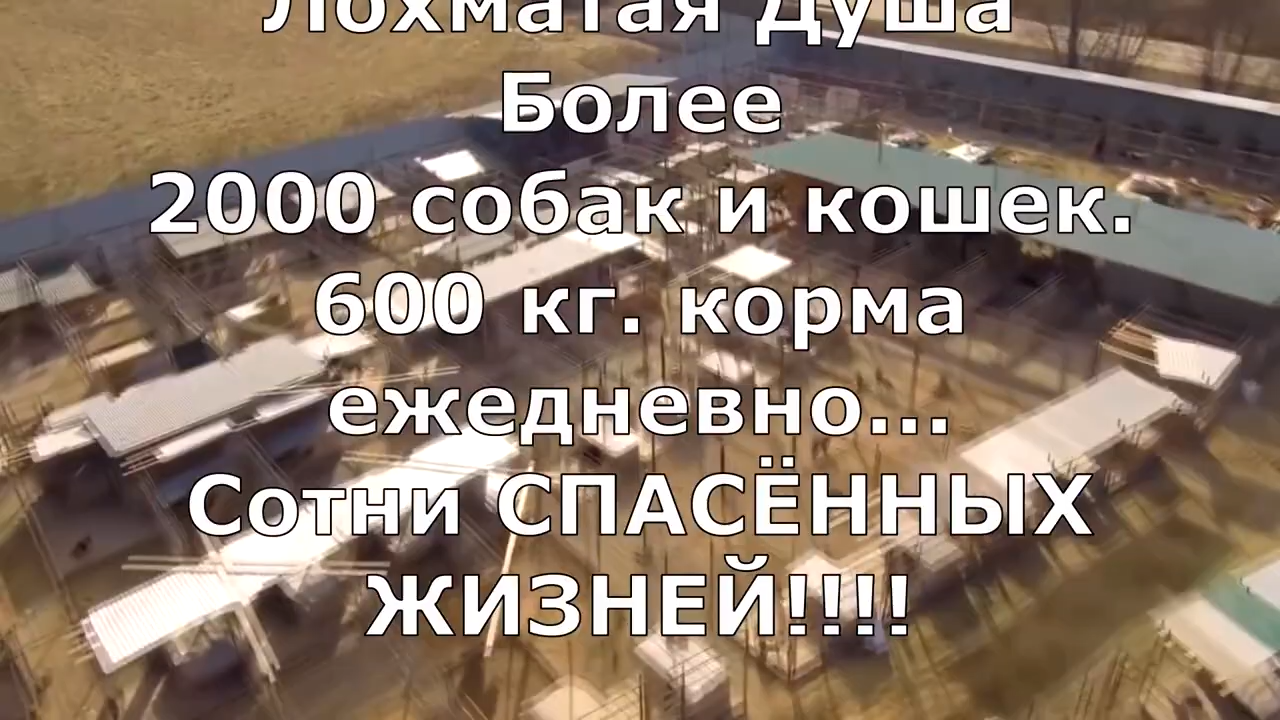 Лохматая Душа
Более
2000 собак и кошек.
600 кг. корма
ежедневно...
Сотни СПАСЁННЫХ
ЖИЗНЕЙ!!!!